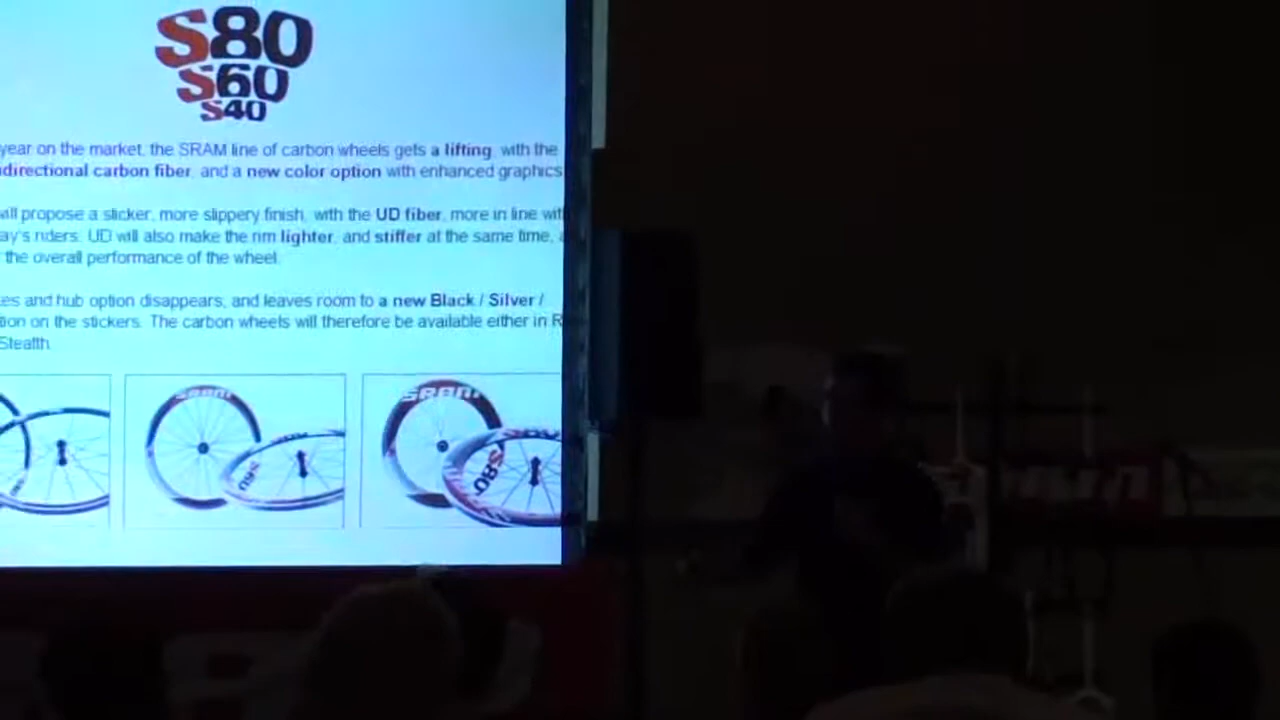 S80
S60
S40
year on the market, the SRAM line of carbon wheels gets a lifting, with the
directional carbon fiber, and a new color option with enhanced graphics
will propose a slicker, more slippery finish, with the UD fiber, more in line with
ay's riders. UD will also make the rim lighter, and stiffer at the same time,
the overall performance of the wheel.
es and hub option disappears, and leaves room to a new Black / Silver /
tion on the stickers. The carbon wheels will therefore be available either in R
Stealth.
SRAM
SRAM
S80